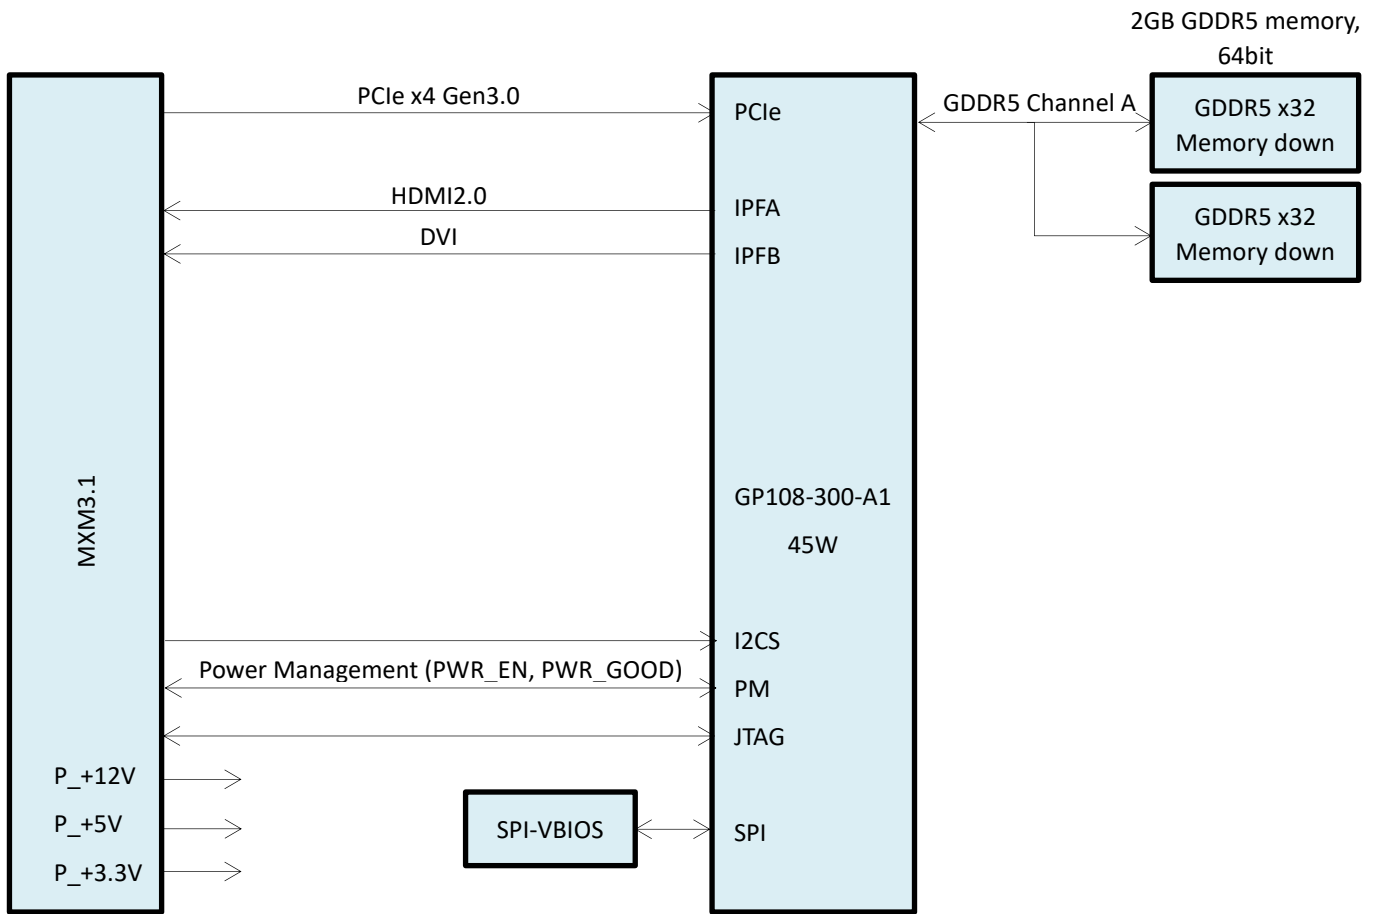 2GB GDDR5 memory,
64bit
PCIe x4 Gen3.0
PCIe
GDDR5 Channel A
GDDR5 x32
Memory down
HDMI2.0
IPFA
GDDR5 x32
Memory down
DVI
IPFB
MXM3.1
GP108-300-A1
45W
I2CS
Power Management (PWR_EN, PWR_GOOD)
PM
JTAG
P_+12V
P_+5V
SPI-VBIOS
SPI
P_+3.3V